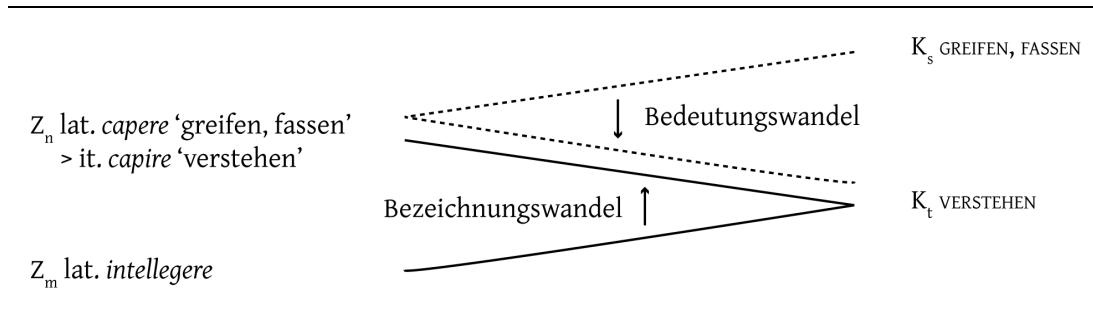 K_s GREIFEN, FASSEN
Z_n lat. capere ‘greifen, fassen’
> it. capire ‘verstehen’
Bedeutungswandel
Bezeichnungswandel
K_t VERSTEHEN
Z_m lat. intellegere